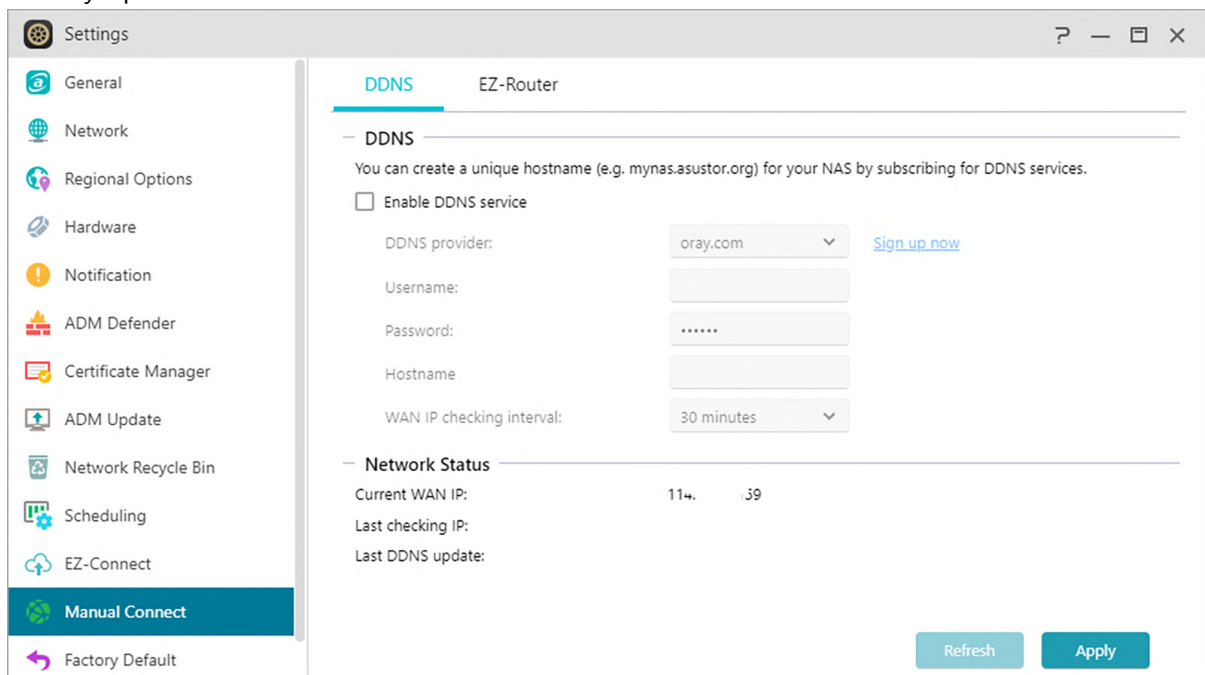 Settings
General
Network
Regional Options
Hardware
Notification
ADM Defender
Certificate Manager
ADM Update
Network Recycle Bin
Scheduling
EZ-Connect
Manual Connect
Factory Default
DDNS EZ-Router
DDNS
You can create a unique hostname (e.g. mynas.asustor.org) for your NAS by subscribing for DDNS services.
Enable DDNS service
DDNS provider: oray.com Sign up now
Username:
Password: ••••••
Hostname
WAN IP checking interval: 30 minutes
Network Status
Current WAN IP:
Last checking IP:
Last DDNS update:
Refresh Apply